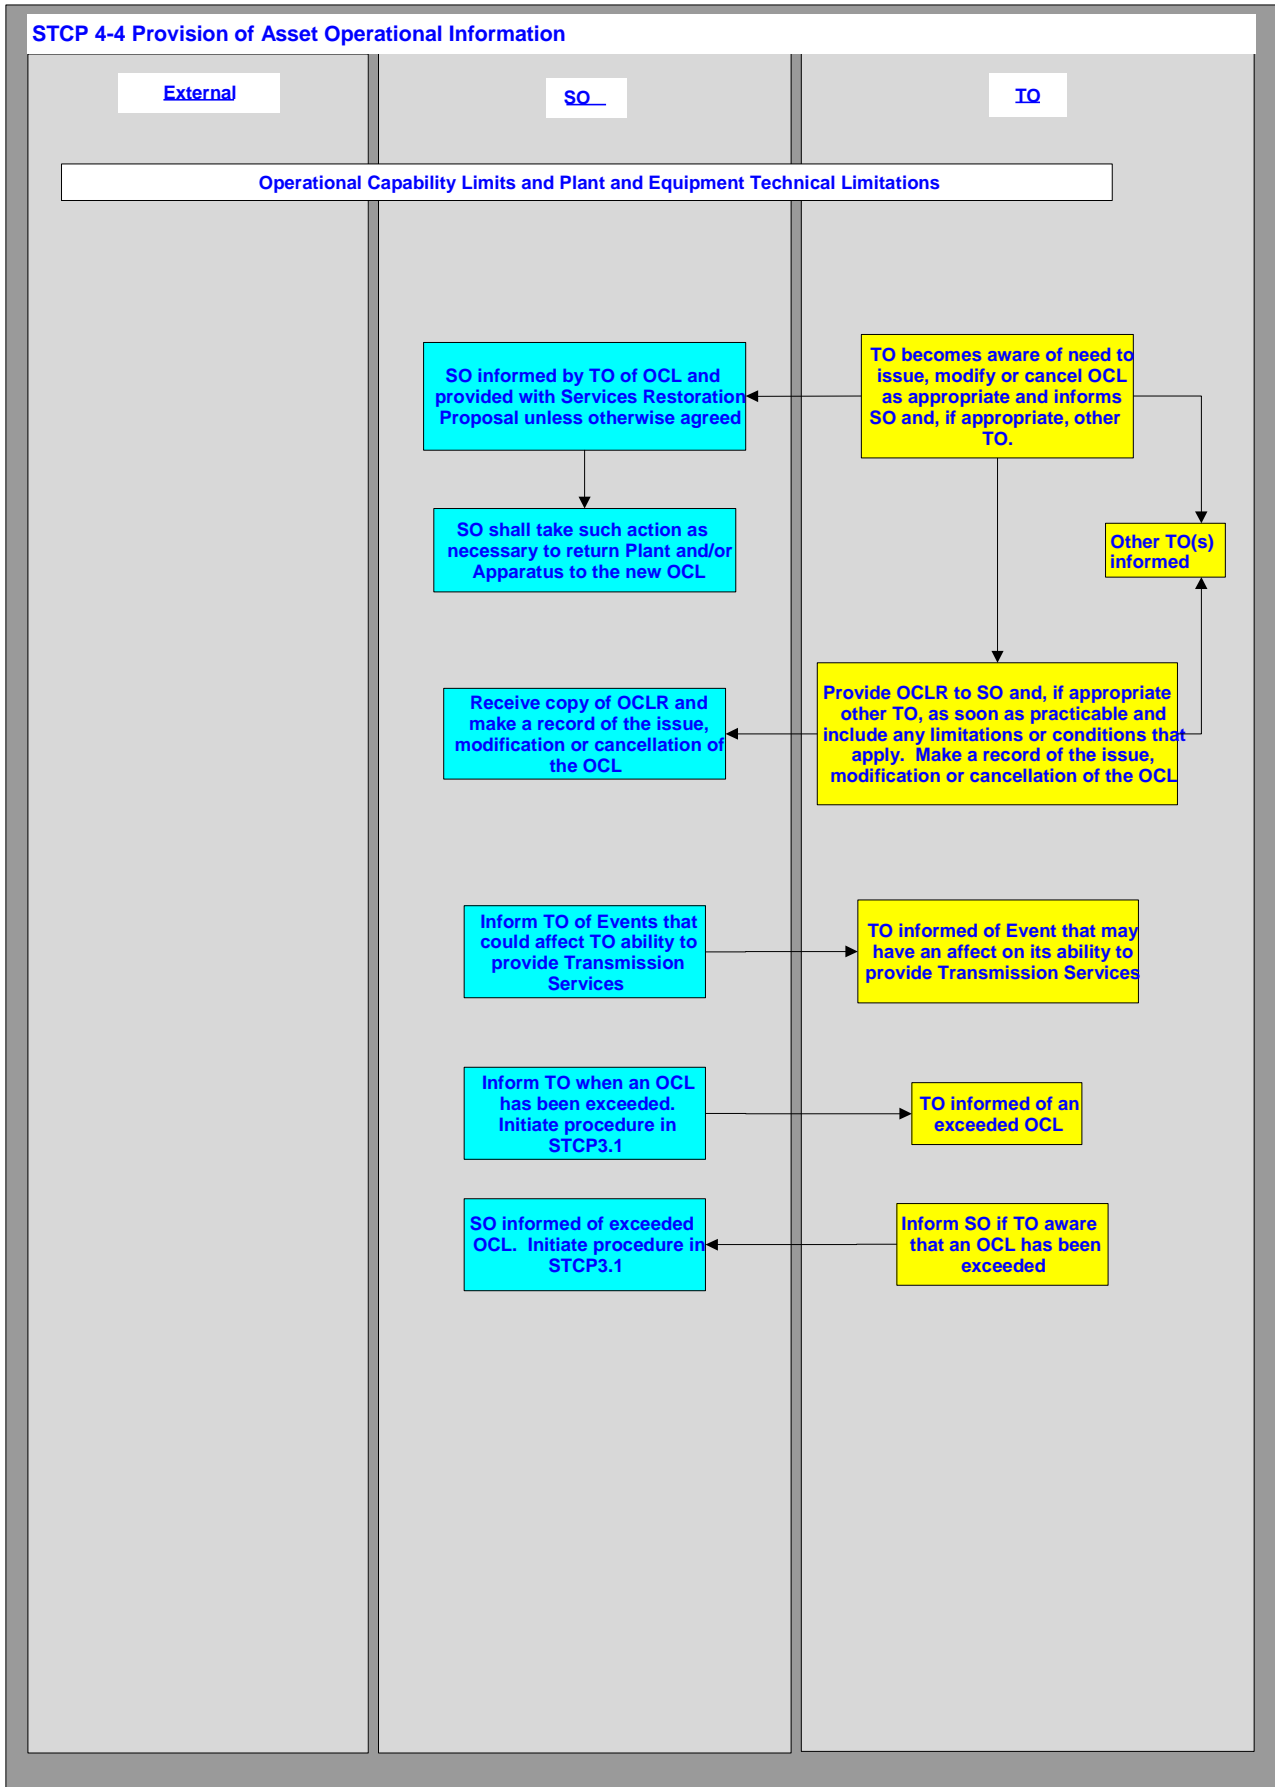 STCP 4-4 Provision of Asset Operational Information
External
SO
TO
Operational Capability Limits and Plant and Equipment Technical Limitations
SO informed by TO of OCL and
provided with Services Restoration
Proposal unless otherwise agreed
TO becomes aware of need to
issue, modify or cancel OCL
as appropriate and informs
SO and, if appropriate, other
TO.
SO shall take such action as
necessary to return Plant and/or
Apparatus to the new OCL
Other TO(s)
informed
Receive copy of OCLR and
make a record of the issue,
modification or cancellation of
the OCL
Provide OCLR to SO and, if appropriate
other TO, as soon as practicable and
include any limitations or conditions that
apply.  Make a record of the issue,
modification or cancellation of the OCL
Inform TO of Events that
could affect TO ability to
provide Transmission
Services
TO informed of Event that may
have an affect on its ability to
provide Transmission Services
Inform TO when an OCL
has been exceeded.
Initiate procedure in
STCP3.1
TO informed of an
exceeded OCL
SO informed of exceeded
OCL.  Initiate procedure in
STCP3.1
Inform SO if TO aware
that an OCL has been
exceeded